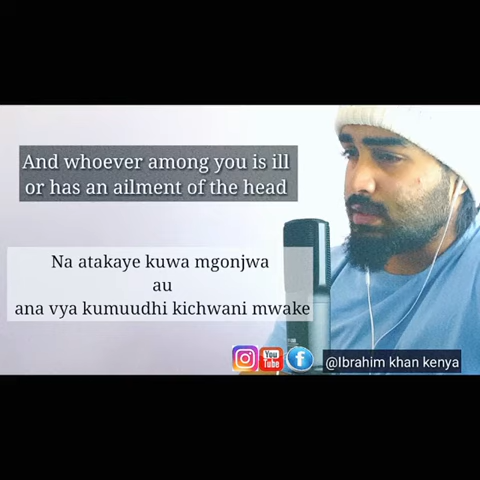 And whoever among you is ill
or has an ailment of the head
Na atakaye kuwa mgonjwa
au
ana vya kumuudhi kichwani mwake
You
Tube
@Ibrahim khan kenya